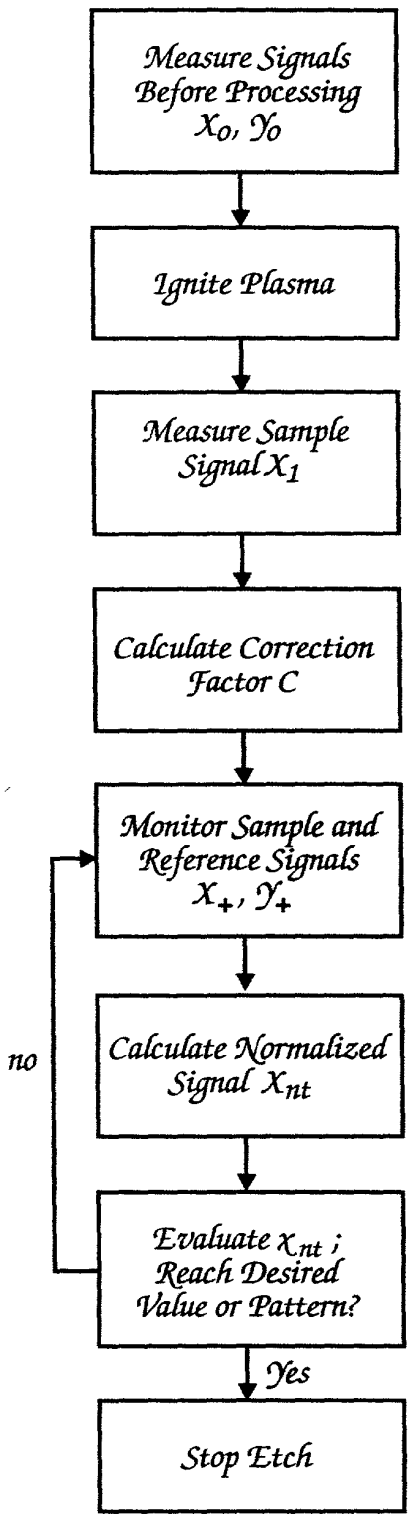 Measure Signals
Before Processing
X₀, Y₀
Ignite Plasma
Measure Sample
Signal X₁
Calculate Correction
Factor C
Monitor Sample and
Reference Signals
X₊, Y₊
Calculate Normalized
Signal Xnt
no
Evaluate xnt ;
Reach Desired
Value or Pattern?
Yes
Stop Etch